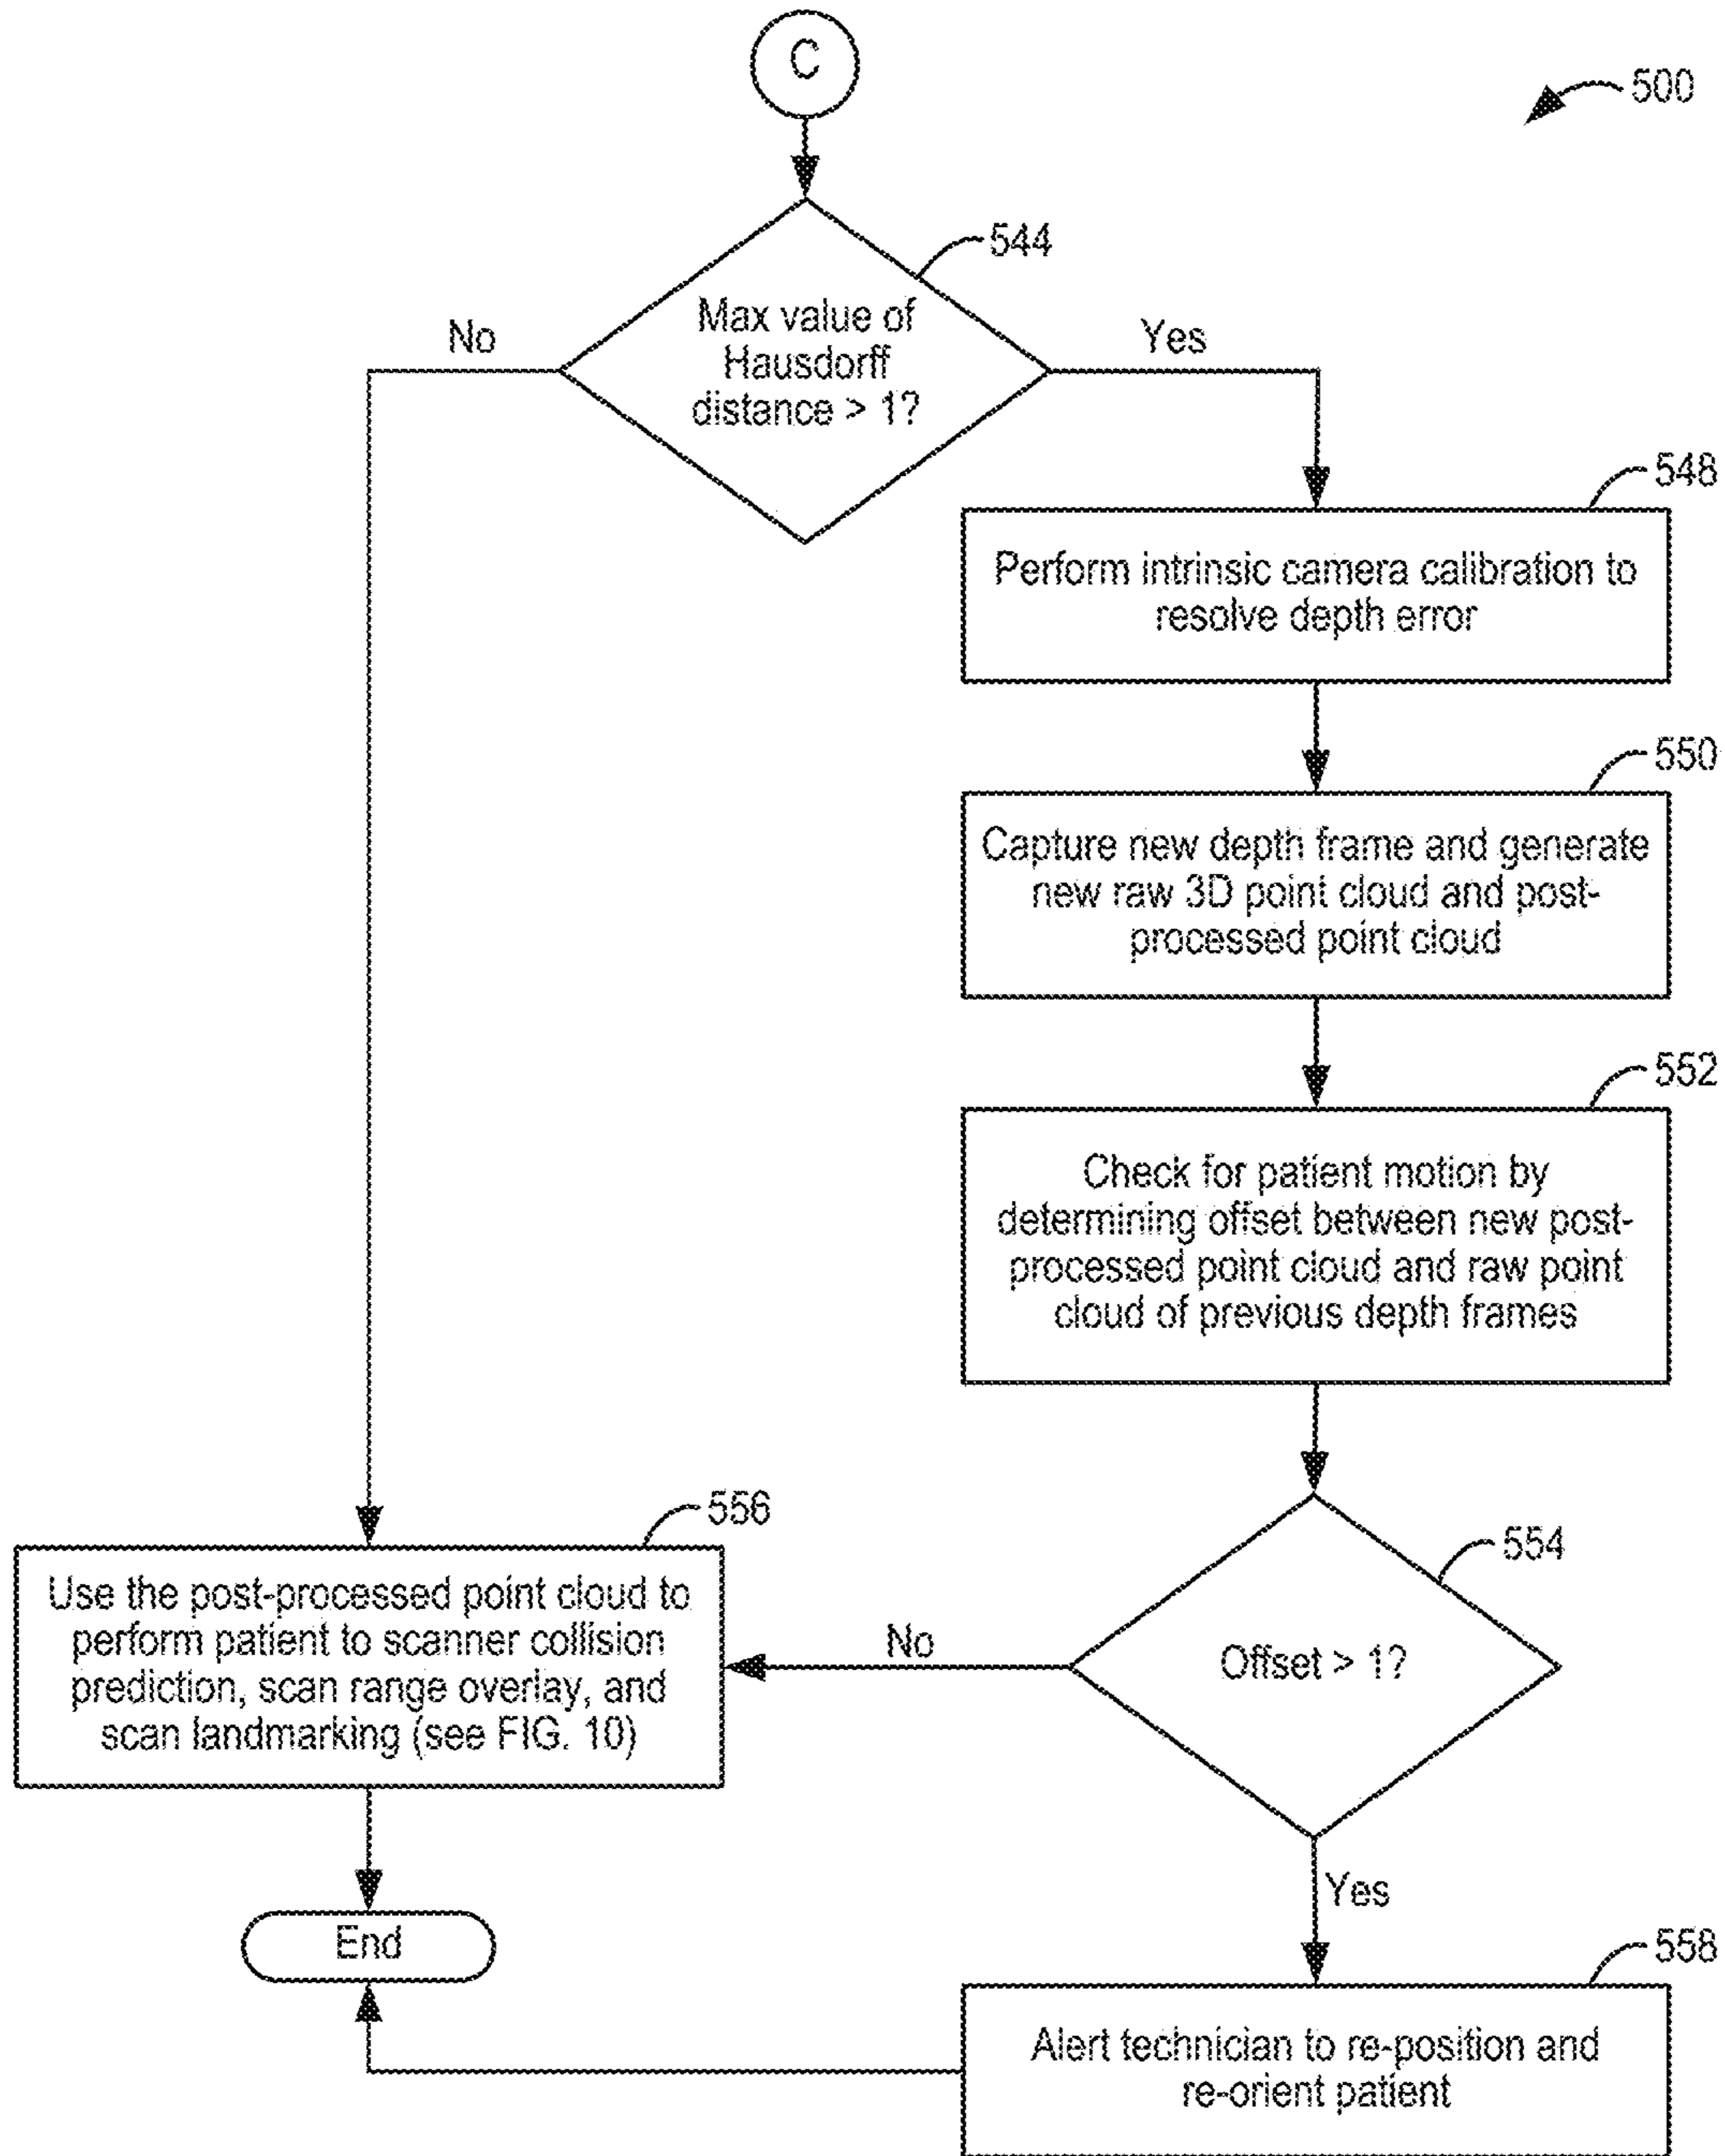 C
500
544
Max value of
Hausdorff
distance > 1?
No
Yes
548
Perform intrinsic camera calibration to
resolve depth error
550
Capture new depth frame and generate
new raw 3D point cloud and post-
processed point cloud
552
Check for patient motion by
determining offset between new post-
processed point cloud and raw point
cloud of previous depth frames
556
Use the post-processed point cloud to
perform patient to scanner collision
prediction, scan range overlay, and
scan landmarking (see FIG. 10)
554
Offset > 1?
No
Yes
End
558
Alert technician to re-position and
re-orient patient